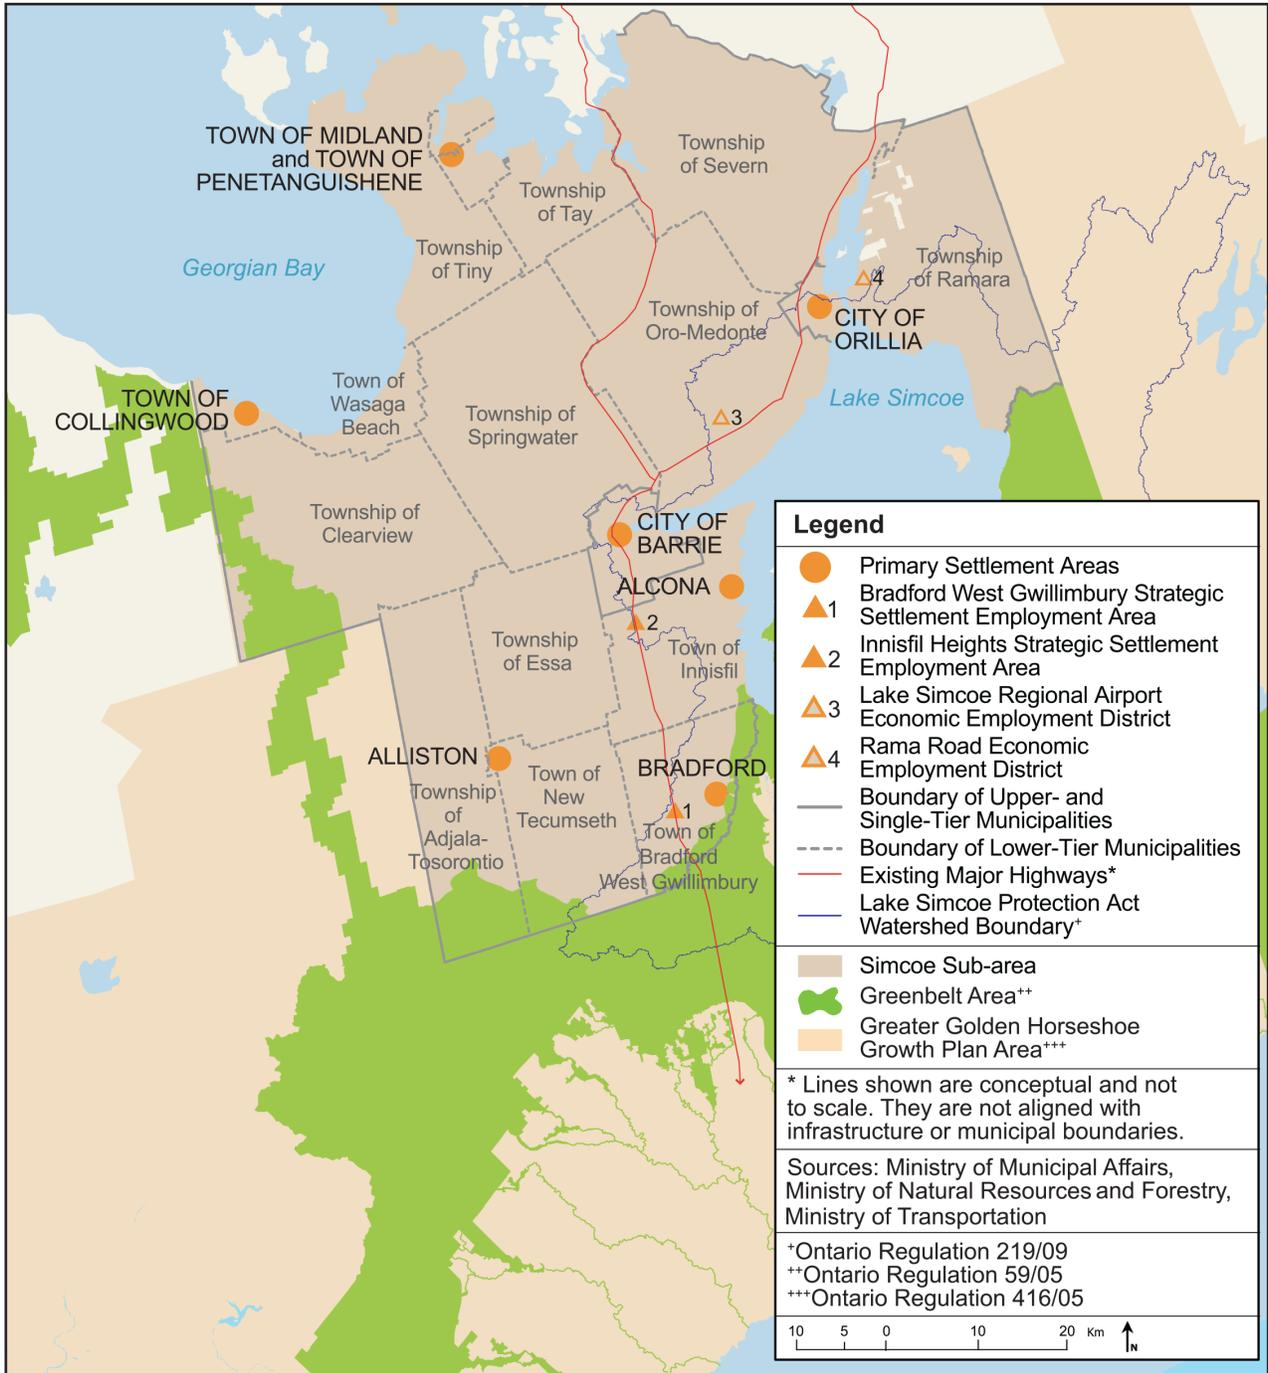 TOWN OF MIDLAND
and TOWN OF
PENETANGUISHENE
Township
of Severn
Township
of Tay
Township
of Tiny
Georgian Bay
Township
of Ramara
4
Township of
Oro-Medonte
CITY OF
ORILLIA
TOWN OF
COLLINGWOOD
Town of
Wasaga
Beach
Township of
Springwater
3
Lake Simcoe
Township of
Clearview
CITY OF
BARRIE
ALCONA
2
Township
of Essa
Town of
Innisfil
ALLISTON
BRADFORD
Township
of
Adjala-
Tosorontio
Town of
New
Tecumseth
1
Town of
Bradford
West Gwillimbury
Legend
Primary Settlement Areas
1 Bradford West Gwillimbury Strategic
Settlement Employment Area
2 Innisfil Heights Strategic Settlement
Employment Area
3 Lake Simcoe Regional Airport
Economic Employment District
4 Rama Road Economic
Employment District
Boundary of Upper- and
Single-Tier Municipalities
Boundary of Lower-Tier Municipalities
Existing Major Highways*
Lake Simcoe Protection Act
Watershed Boundary+
Simcoe Sub-area
Greenbelt Area++
Greater Golden Horseshoe
Growth Plan Area+++
* Lines shown are conceptual and not
to scale. They are not aligned with
infrastructure or municipal boundaries.
Sources: Ministry of Municipal Affairs,
Ministry of Natural Resources and Forestry,
Ministry of Transportation
+Ontario Regulation 219/09
++Ontario Regulation 59/05
+++Ontario Regulation 416/05
10 5 0 10 20 Km N